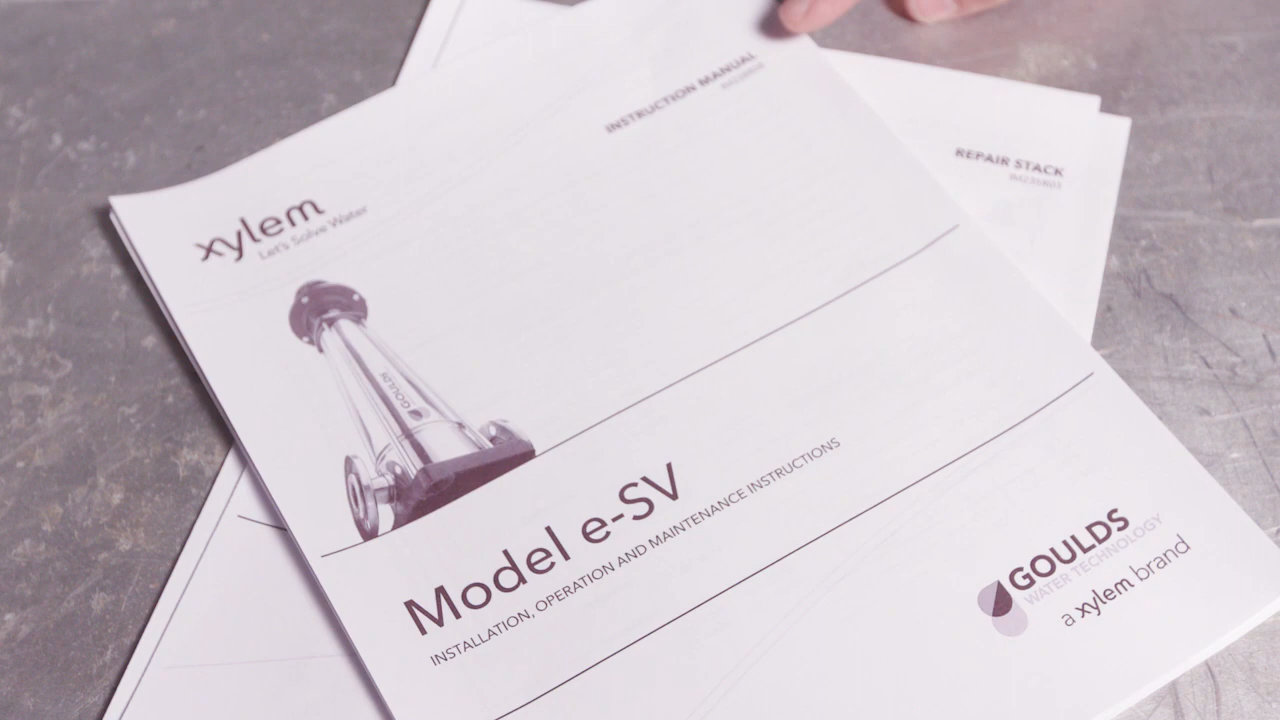 INSTRUCTION MANUAL
REPAIR STACK
xylem
Let's Solve Water
GOULDS
Model e-SV
INSTALLATION, OPERATION AND MAINTENANCE INSTRUCTIONS
GOULDS
WATER TECHNOLOGY
a xylem brand